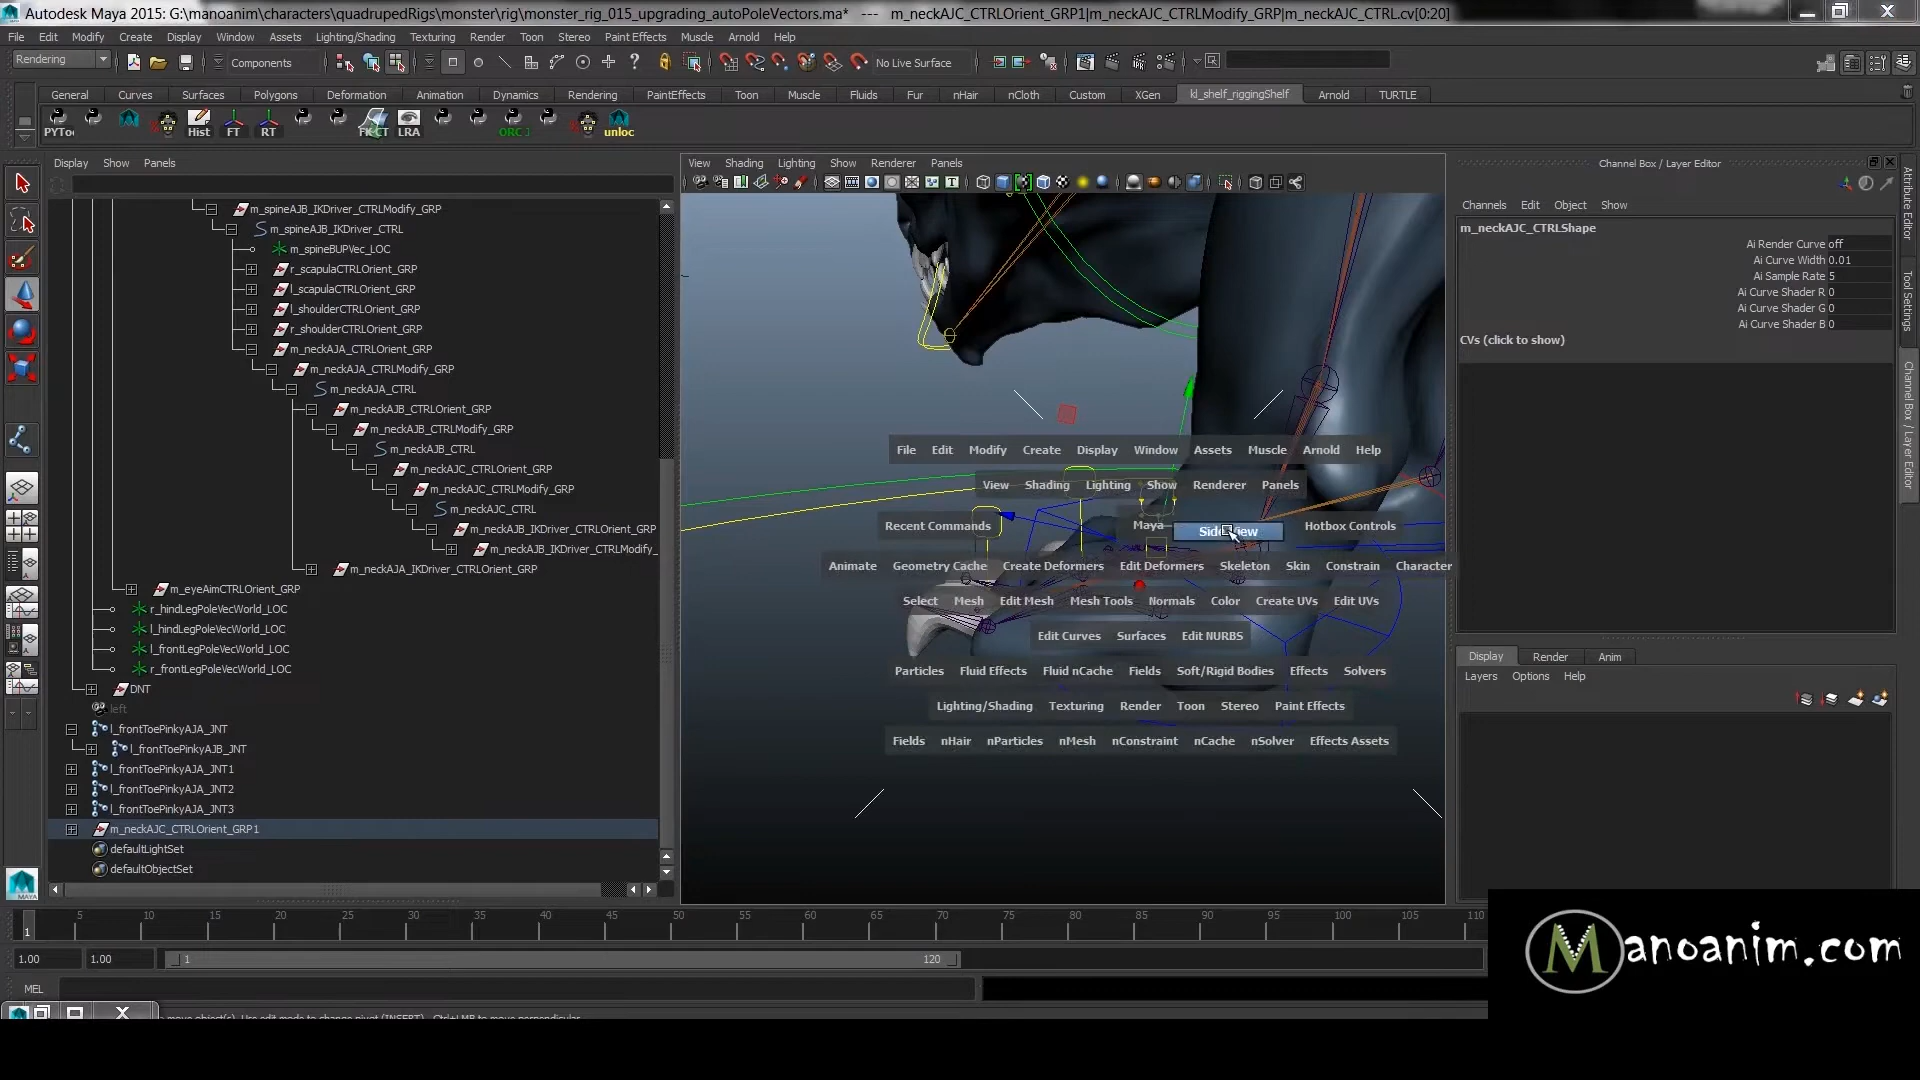 Autodesk Maya 2015: G:\manoanim\characters\quadrupedRigs\monster\rig\monster_rig_015_upgrading_autoPoleVectors.ma* --- m_neckAJC_CTRLOrient_GRP1|m_neckAJC_CTRLModify_GRP|m_neckAJC_CTRL.cv[0:20]
File Edit Modify Create Display Window Assets Lighting/Shading Texturing Render Toon Stereo Paint Effects Muscle Arnold Help
Rendering Components No Live Surface
General Curves Surfaces Polygons Deformation Animation Dynamics Rendering PaintEffects Toon Muscle Fluids Fur nHair nCloth Custom XGen kl_shelf_riggingShelf Arnold TURTLE
PYToo Hist FT RT FK CT LRA ORC unloc
Display Show Panels
m_spineAJB_IKDriver_CTRLModify_GRP
m_spineAJB_IKDriver_CTRL
m_spineBUPVec_LOC
r_scapulaCTRLOrient_GRP
l_scapulaCTRLOrient_GRP
l_shoulderCTRLOrient_GRP
r_shoulderCTRLOrient_GRP
m_neckAJA_CTRLOrient_GRP
m_neckAJA_CTRLModify_GRP
m_neckAJA_CTRL
m_neckAJB_CTRLOrient_GRP
m_neckAJB_CTRLModify_GRP
m_neckAJB_CTRL
m_neckAJC_CTRLOrient_GRP
m_neckAJC_CTRLModify_GRP
m_neckAJC_CTRL
m_neckAJB_IKDriver_CTRLOrient_GRP
m_neckAJB_IKDriver_CTRLModify_
m_neckAJA_IKDriver_CTRLOrient_GRP
m_eyeAimCTRLOrient_GRP
r_hindLegPoleVecWorld_LOC
l_hindLegPoleVecWorld_LOC
l_frontLegPoleVecWorld_LOC
r_frontLegPoleVecWorld_LOC
DNT
left
l_frontToePinkyAJA_JNT
l_frontToePinkyAJB_JNT
l_frontToePinkyAJA_JNT1
l_frontToePinkyAJA_JNT2
l_frontToePinkyAJA_JNT3
m_neckAJC_CTRLOrient_GRP1
defaultLightSet
defaultObjectSet
View Shading Lighting Show Renderer Panels
File Edit Modify Create Display Window Assets Muscle Arnold Help
View Shading Lighting Show Renderer Panels
Recent Commands Maya Side View Hotbox Controls
Animate Geometry Cache Create Deformers Edit Deformers Skeleton Skin Constrain Character
Select Mesh Edit Mesh Mesh Tools Normals Color Create UVs Edit UVs
Edit Curves Surfaces Edit NURBS
Particles Fluid Effects Fluid nCache Fields Soft/Rigid Bodies Effects Solvers
Lighting/Shading Texturing Render Toon Stereo Paint Effects
Fields nHair nParticles nMesh nConstraint nCache nSolver Effects Assets
Channel Box / Layer Editor
Channels Edit Object Show
m_neckAJC_CTRLShape
Ai Render Curve off
Ai Curve Width 0.01
Ai Sample Rate 5
Ai Curve Shader R 0
Ai Curve Shader G 0
Ai Curve Shader B 0
CVs (click to show)
Display Render Anim
Layers Options Help
Attribute Editor
Tool Settings
Channel Box / Layer Editor
5 10 15 20 25 30 35 40 45 50 55 60 65 70 75 80 85 90 95 100 105 110
1
1.00 1.00 1 120
MEL
Manoanim.com